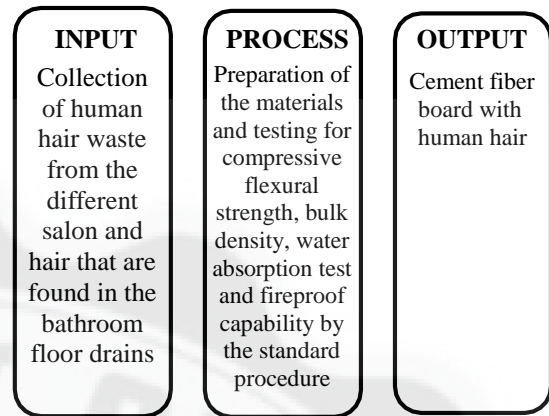 INPUT
Collection
of human
hair waste
from the
different
salon and
hair that are
found in the
bathroom
floor drains
PROCESS
Preparation of
the materials
and testing for
compressive
flexural
strength, bulk
density, water
absorption test
and fireproof
capability by
the standard
procedure
OUTPUT
Cement fiber
board with
human hair